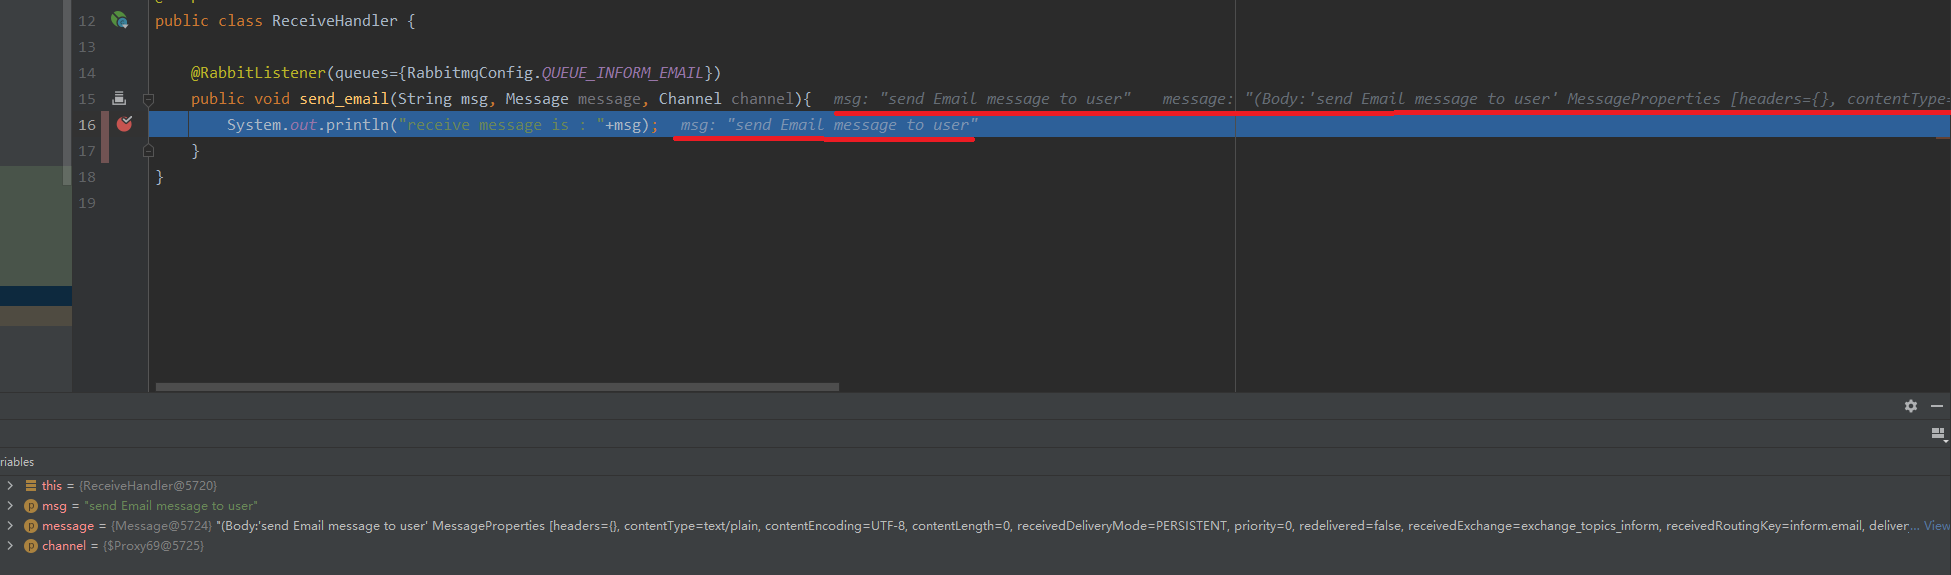 12 public class ReceiveHandler {
13
14 @RabbitListener(queues={RabbitmqConfig.QUEUE_INFORM_EMAIL})
15 public void send_email(String msg, Message message, Channel channel){ msg: "send Email message to user" message: "(Body:'send Email message to user' MessageProperties [headers={}, contentType=
16 System.out.println("receive message is : "+msg); msg: "send Email message to user"
17 }
18 }
19
riables
this = {ReceiveHandler@5720}
msg = "send Email message to user"
message = {Message@5724} "(Body:'send Email message to user' MessageProperties [headers={}, contentType=text/plain, contentEncoding=UTF-8, contentLength=0, receivedDeliveryMode=PERSISTENT, priority=0, redelivered=false, receivedExchange=exchange_topics_inform, receivedRoutingKey=inform.email, deliver... View
channel = {$Proxy69@5725}